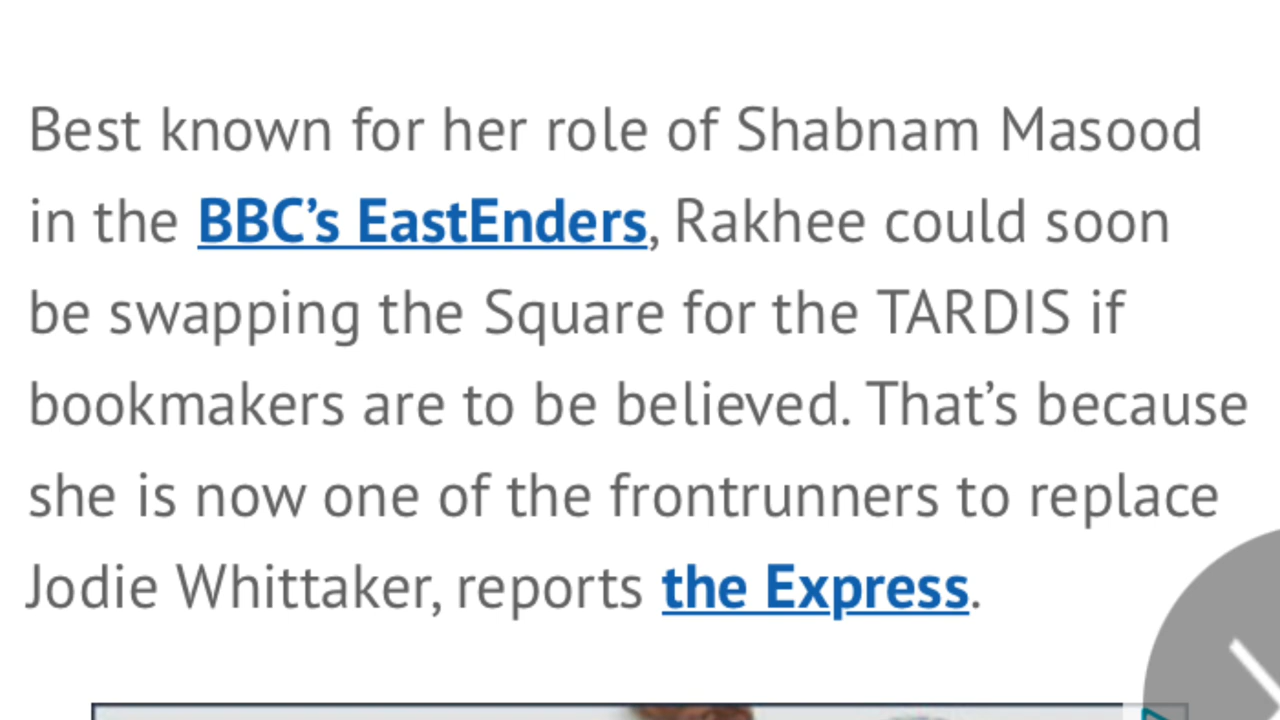 Best known for her role of Shabnam Masood
in the BBC’s EastEnders, Rakhee could soon
be swapping the Square for the TARDIS if
bookmakers are to be believed. That’s because
she is now one of the frontrunners to replace
Jodie Whittaker, reports the Express.